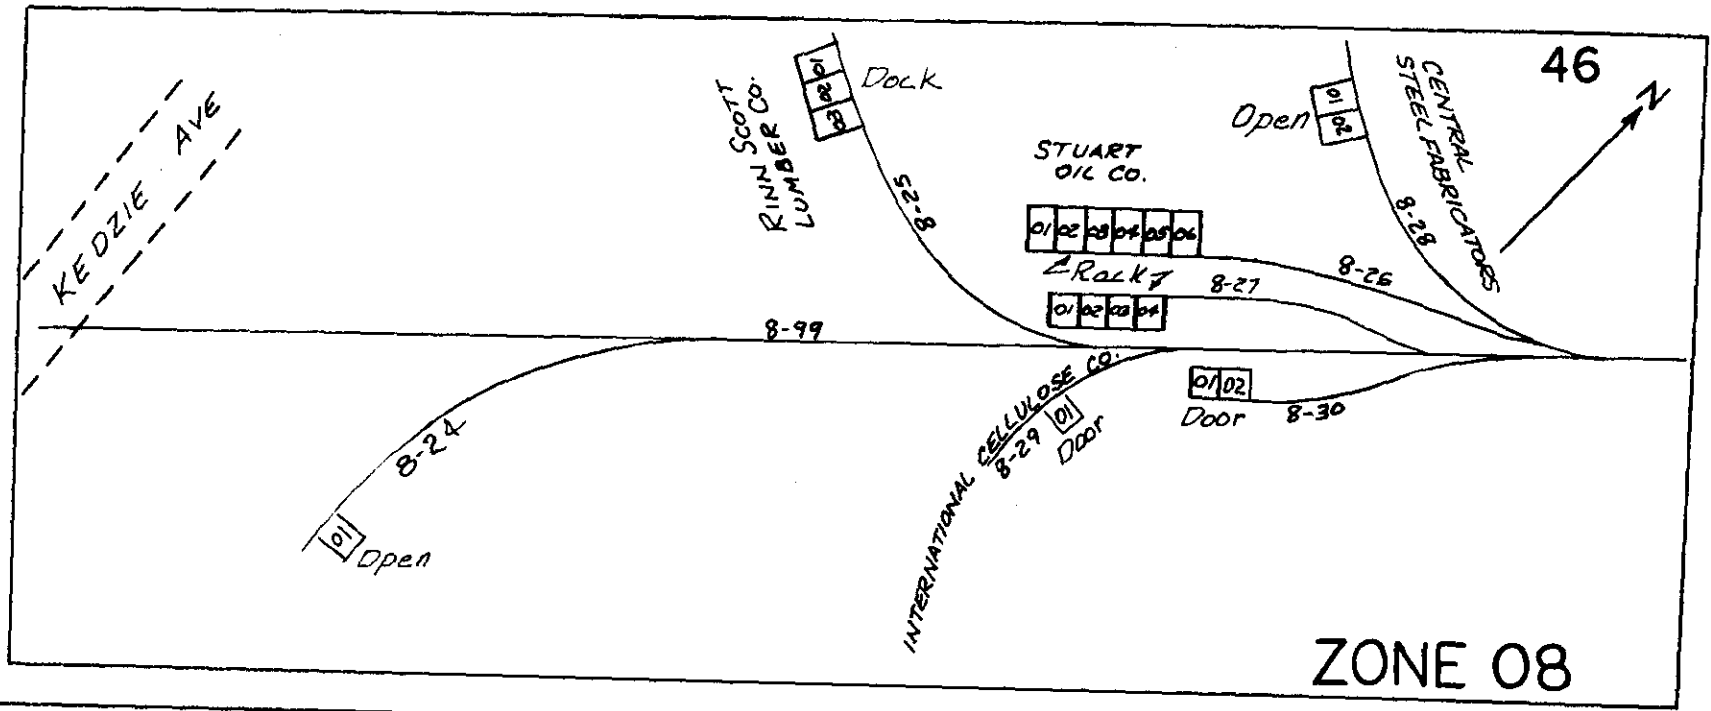 46
N
KEDZIE AVE
RINN SCOTT
LUMBER CO.
01
02
03
Dock
8-25
STUART
OIL CO.
01 02 03 04 05 06
Rack
8-26
8-27
01 02 03 04
Open
01
02
CENTRAL
STEEL FABRICATORS
8-28
8-99
8-24
01
Open
INTERNATIONAL CELLULOSE CO.
8-29
01
Door
01 02
Door
8-30
ZONE 08